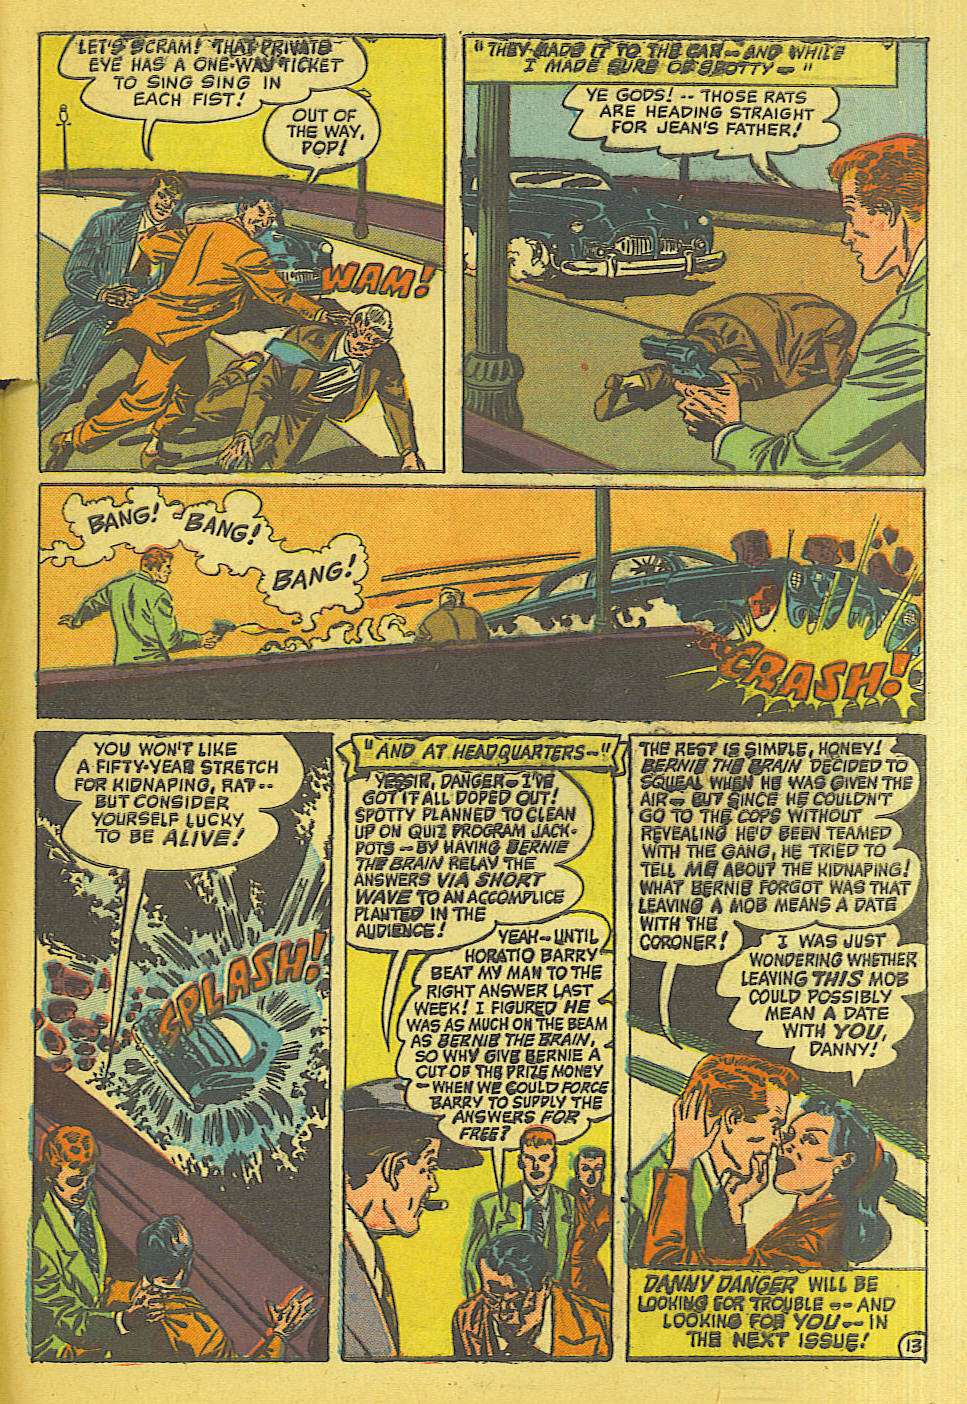 LET'S SCRAM! THAT PRIVATE
EYE HAS A ONE-WAY TICKET
TO SING SING IN
EACH FIST!
OUT OF
THE WAY,
POP!
WAM!
"THEY MADE IT TO THE CAR-- AND WHILE
I MADE SURE OF SPOTTY--"
YE GODS! -- THOSE RATS
ARE HEADING STRAIGHT
FOR JEAN'S FATHER!
BANG!
BANG!
BANG!
CRASH!
YOU WON'T LIKE
A FIFTY-YEAR STRETCH
FOR KIDNAPING, RAT--
BUT CONSIDER
YOURSELF LUCKY
TO BE ALIVE!
SPLASH!
"AND AT HEADQUARTERS--"
YESSIR, DANGER-- I'VE
GOT IT ALL DOPED OUT!
SPOTTY PLANNED TO CLEAN
UP ON QUIZ PROGRAM JACK-
POTS -- BY HAVING BERNIE
THE BRAIN RELAY THE
ANSWERS VIA SHORT
WAVE TO AN ACCOMPLICE
PLANTED IN THE
AUDIENCE!
YEAH-- UNTIL
HORATIO BARRY
BEAT MY MAN TO THE
RIGHT ANSWER LAST
WEEK! I FIGURED HE
WAS AS MUCH ON THE BEAM
AS BERNIE THE BRAIN,
SO WHY GIVE BERNIE A
CUT OF THE PRIZE MONEY
-- WHEN WE COULD FORCE
BARRY TO SUPPLY THE
ANSWERS FOR
FREE?
THE REST IS SIMPLE, HONEY!
BERNIE THE BRAIN DECIDED TO
SQUEAL WHEN HE WAS GIVEN THE
AIR-- BUT SINCE HE COULDN'T
GO TO THE COPS WITHOUT
REVEALING HE'D BEEN TEAMED
WITH THE GANG, HE TRIED TO
TELL ME ABOUT THE KIDNAPING!
WHAT BERNIE FORGOT WAS THAT
LEAVING A MOB MEANS A DATE
WITH THE
CORONER!
I WAS JUST
WONDERING WHETHER
LEAVING THIS MOB
COULD POSSIBLY
MEAN A DATE
WITH YOU,
DANNY!
DANNY DANGER WILL BE
LOOKING FOR TROUBLE -- AND
LOOKING FOR YOU -- IN
THE NEXT ISSUE!
13